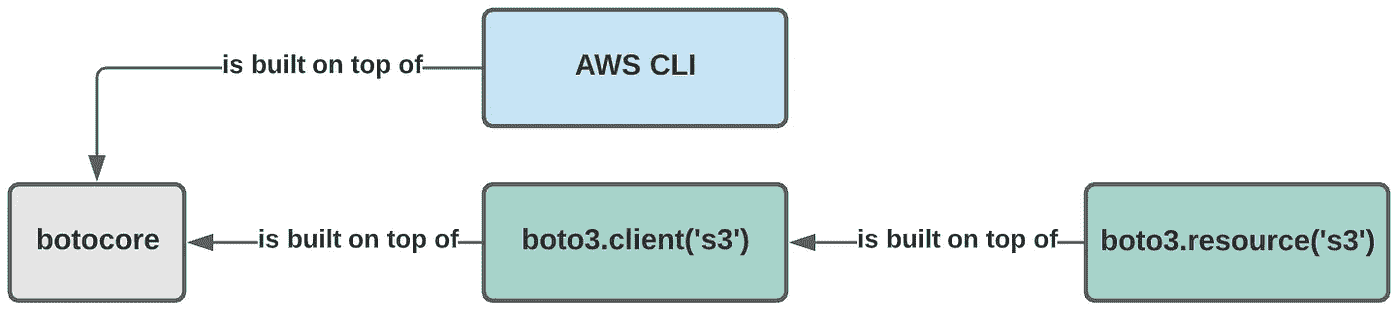 is built on top of
AWS CLI
botocore
is built on top of
boto3.client('s3')
is built on top of
boto3.resource('s3')